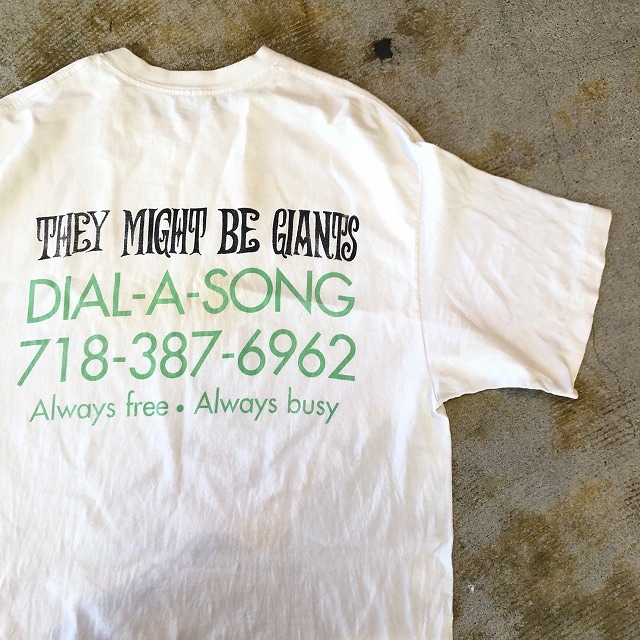 THEY MIGHT BE GIANTS
DIAL-A-SONG
718-387-6962
Always free • Always busy